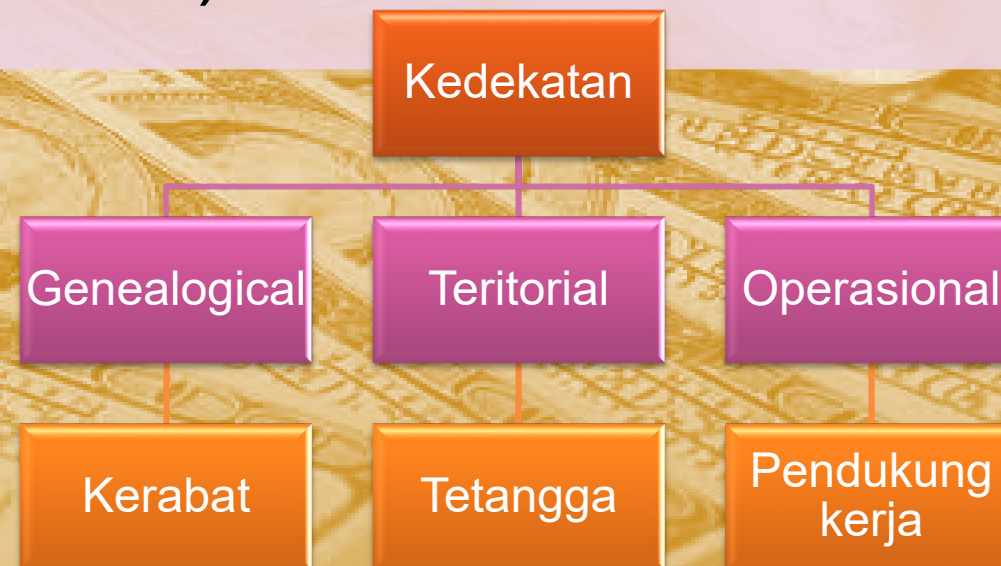 Kedekatan
Genealogical
Teritorial
Operasional
Kerabat
Tetangga
Pendukung
kerja